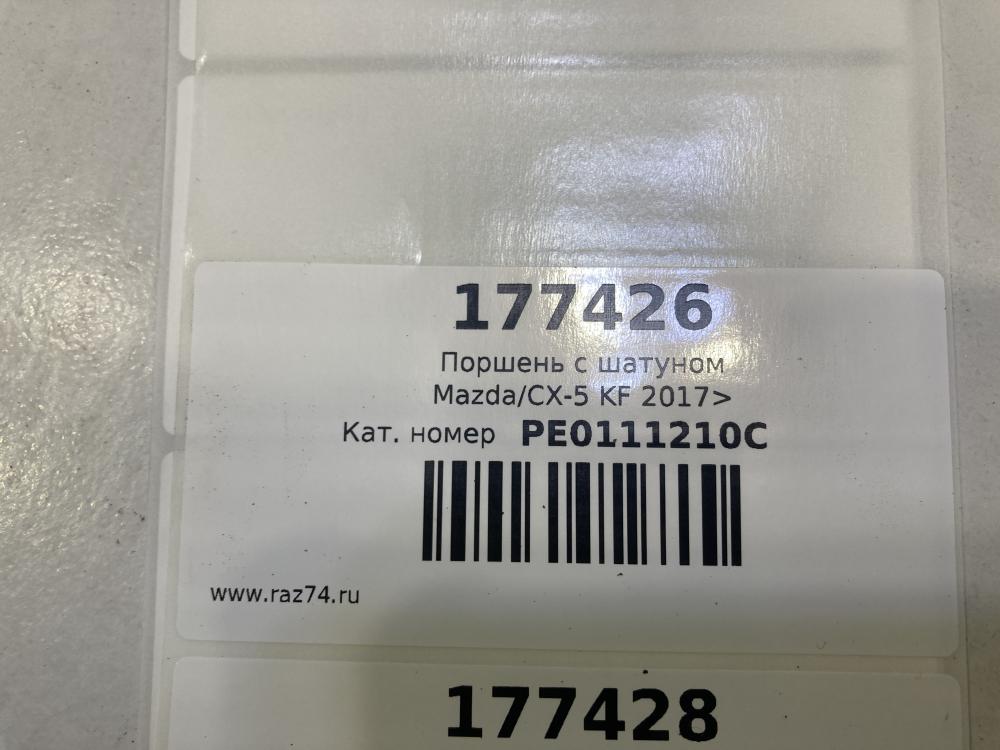 177426
Поршень с шатуном
Mazda/CX-5 KF 2017>
Кат. номер PE0111210C
www.raz74.ru
177428